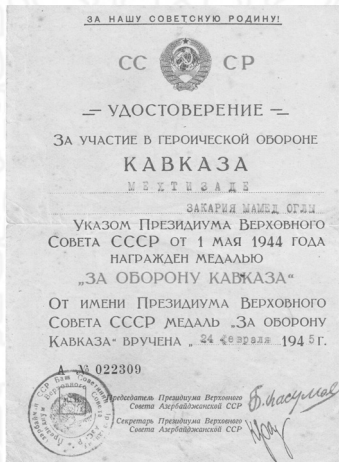 ЗА НАШУ СОВЕТСКУЮ РОДИНУ!
СС СР
УДОСТОВЕРЕНИЕ
ЗА УЧАСТИЕ В ГЕРОИЧЕСКОЙ ОБОРОНЕ
КАВКАЗА
МЕХТИЗАДЕ
ЗАКАРИЯ МАМЕД ОГЛЫ
УКАЗОМ ПРЕЗИДИУМА ВЕРХОВНОГО
СОВЕТА СССР ОТ 1 МАЯ 1944 ГОДА
НАГРАЖДЕН МЕДАЛЬЮ
„ЗА ОБОРОНУ КАВКАЗА“
ОТ ИМЕНИ ПРЕЗИДИУМА ВЕРХОВНОГО
СОВЕТА СССР МЕДАЛЬ „ЗА ОБОРОНУ
КАВКАЗА“ ВРУЧЕНА „ 24 февраля 1945 Г.
А № 022309
Председатель Президиума Верховного
Совета Азербайджанской ССР
Секретарь Президиума Верховного
Совета Азербайджанской ССР